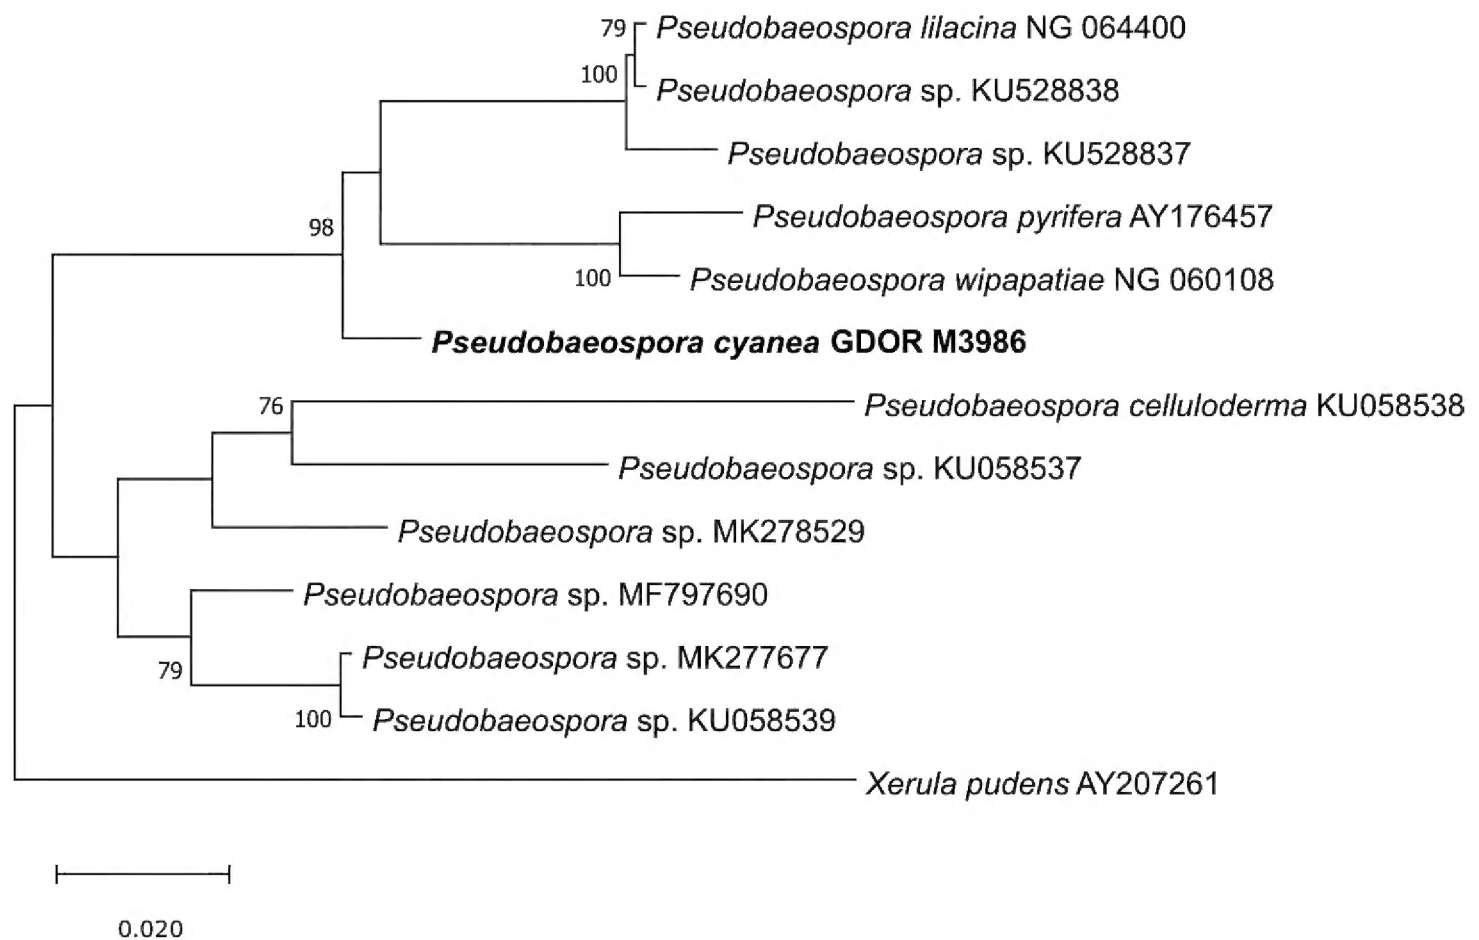 79 Pseudobaeospora lilacina NG 064400
100
Pseudobaeospora sp. KU528838
Pseudobaeospora sp. KU528837
Pseudobaeospora pyrifera AY176457
98
100 Pseudobaeospora wipapatiae NG 060108
Pseudobaeospora cyanea GDOR M3986
76 Pseudobaeospora celluloderma KU058538
Pseudobaeospora sp. KU058537
Pseudobaeospora sp. MK278529
Pseudobaeospora sp. MF797690
Pseudobaeospora sp. MK277677
79
100 Pseudobaeospora sp. KU058539
Xerula pudens AY207261
0.020